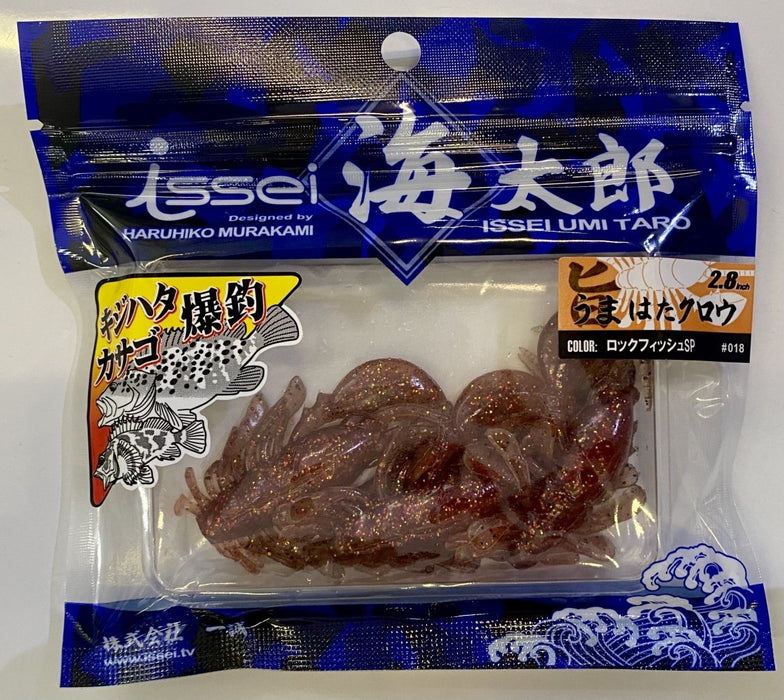 issei
Designed by
HARUHIKO MURAKAMI
海太郎
ISSEI UMI TARO
キジハタ
カサゴ
爆釣
旨
2.8inch
うま はたクロウ
COLOR: ロックフィッシュSP #018
株式会社 一誠
www.issei.tv